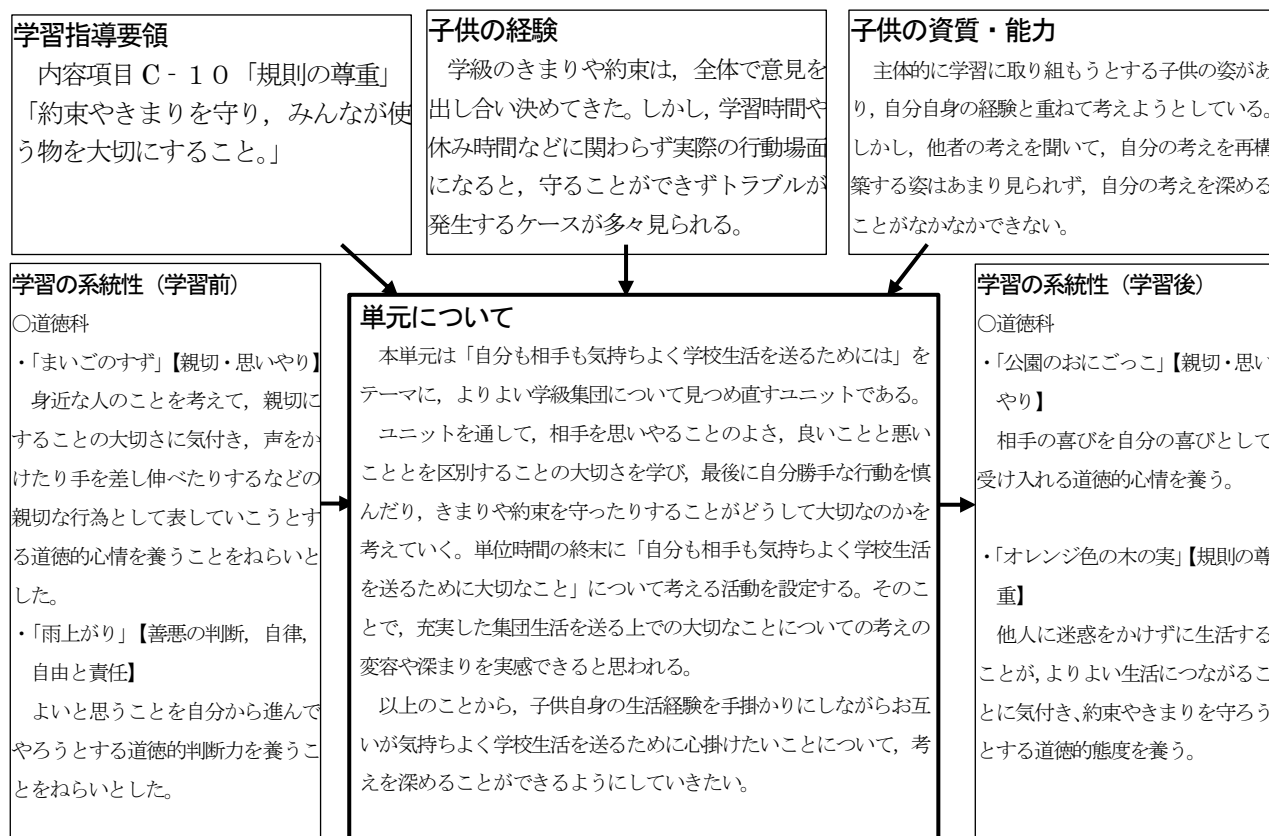 学習指導要領
内容項目 C‐10「規則の尊重」
「約束やきまりを守り，みんなが使
う物を大切にすること。」
子供の経験
学級のきまりや約束は，全体で意見を
出し合い決めてきた。しかし，学習時間や
休み時間などに関わらず実際の行動場面
になると，守ることができずトラブルが
発生するケースが多々見られる。
子供の資質・能力
主体的に学習に取り組もうとする子供の姿があ
り，自分自身の経験と重ねて考えようとしている。
しかし，他者の考えを聞いて，自分の考えを再構
築する姿はあまり見られず，自分の考えを深める
ことがなかなかできない。
学習の系統性（学習前）
○道徳科
・「まいごのすず」【親切・思いやり】
身近な人のことを考えて，親切に
することの大切さに気付き，声をか
けたり手を差し伸べたりするなどの
親切な行為として表していこうとす
る道徳的心情を養うことをねらいと
した。
・「雨上がり」【善悪の判断，自律，
自由と責任】
よいと思うことを自分から進んで
やろうとする道徳的判断力を養うこ
とをねらいとした。
単元について
本単元は「自分も相手も気持ちよく学校生活を送るためには」を
テーマに，よりよい学級集団について見つめ直すユニットである。
ユニットを通して，相手を思いやることのよさ，良いことと悪い
こととを区別することの大切さを学び，最後に自分勝手な行動を慎
んだり，きまりや約束を守ったりすることがどうして大切なのかを
考えていく。単位時間の終末に「自分も相手も気持ちよく学校生活
を送るために大切なこと」について考える活動を設定する。そのこ
とで，充実した集団生活を送る上での大切なことについての考えの
変容や深まりを実感できると思われる。
以上のことから，子供自身の生活経験を手掛かりにしながらお互
いが気持ちよく学校生活を送るために心掛けたいことについて，考
えを深めることができるようにしていきたい。
学習の系統性（学習後）
○道徳科
・「公園のおにごっこ」【親切・思い
やり】
相手の喜びを自分の喜びとして
受け入れる道徳的心情を養う。
・「オレンジ色の木の実」【規則の尊
重】
他人に迷惑をかけずに生活する
ことが，よりよい生活につながるこ
とに気付き、約束やきまりを守ろう
とする道徳的態度を養う。